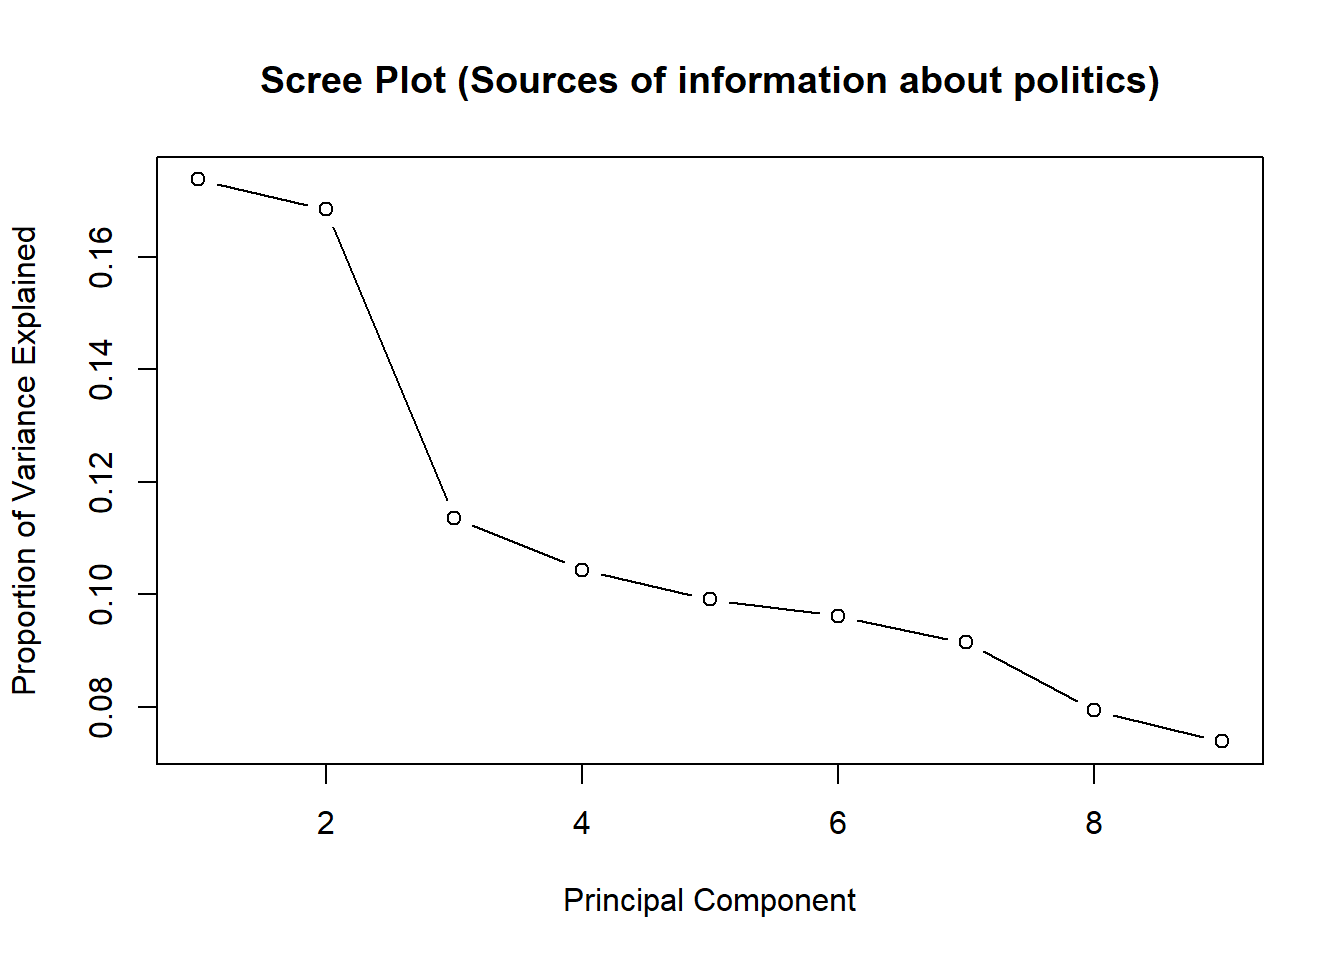 Scree Plot (Sources of information about politics)
Proportion of Variance Explained
0.16
0.14
0.12
0.10
0.08
2 4 6 8
Principal Component